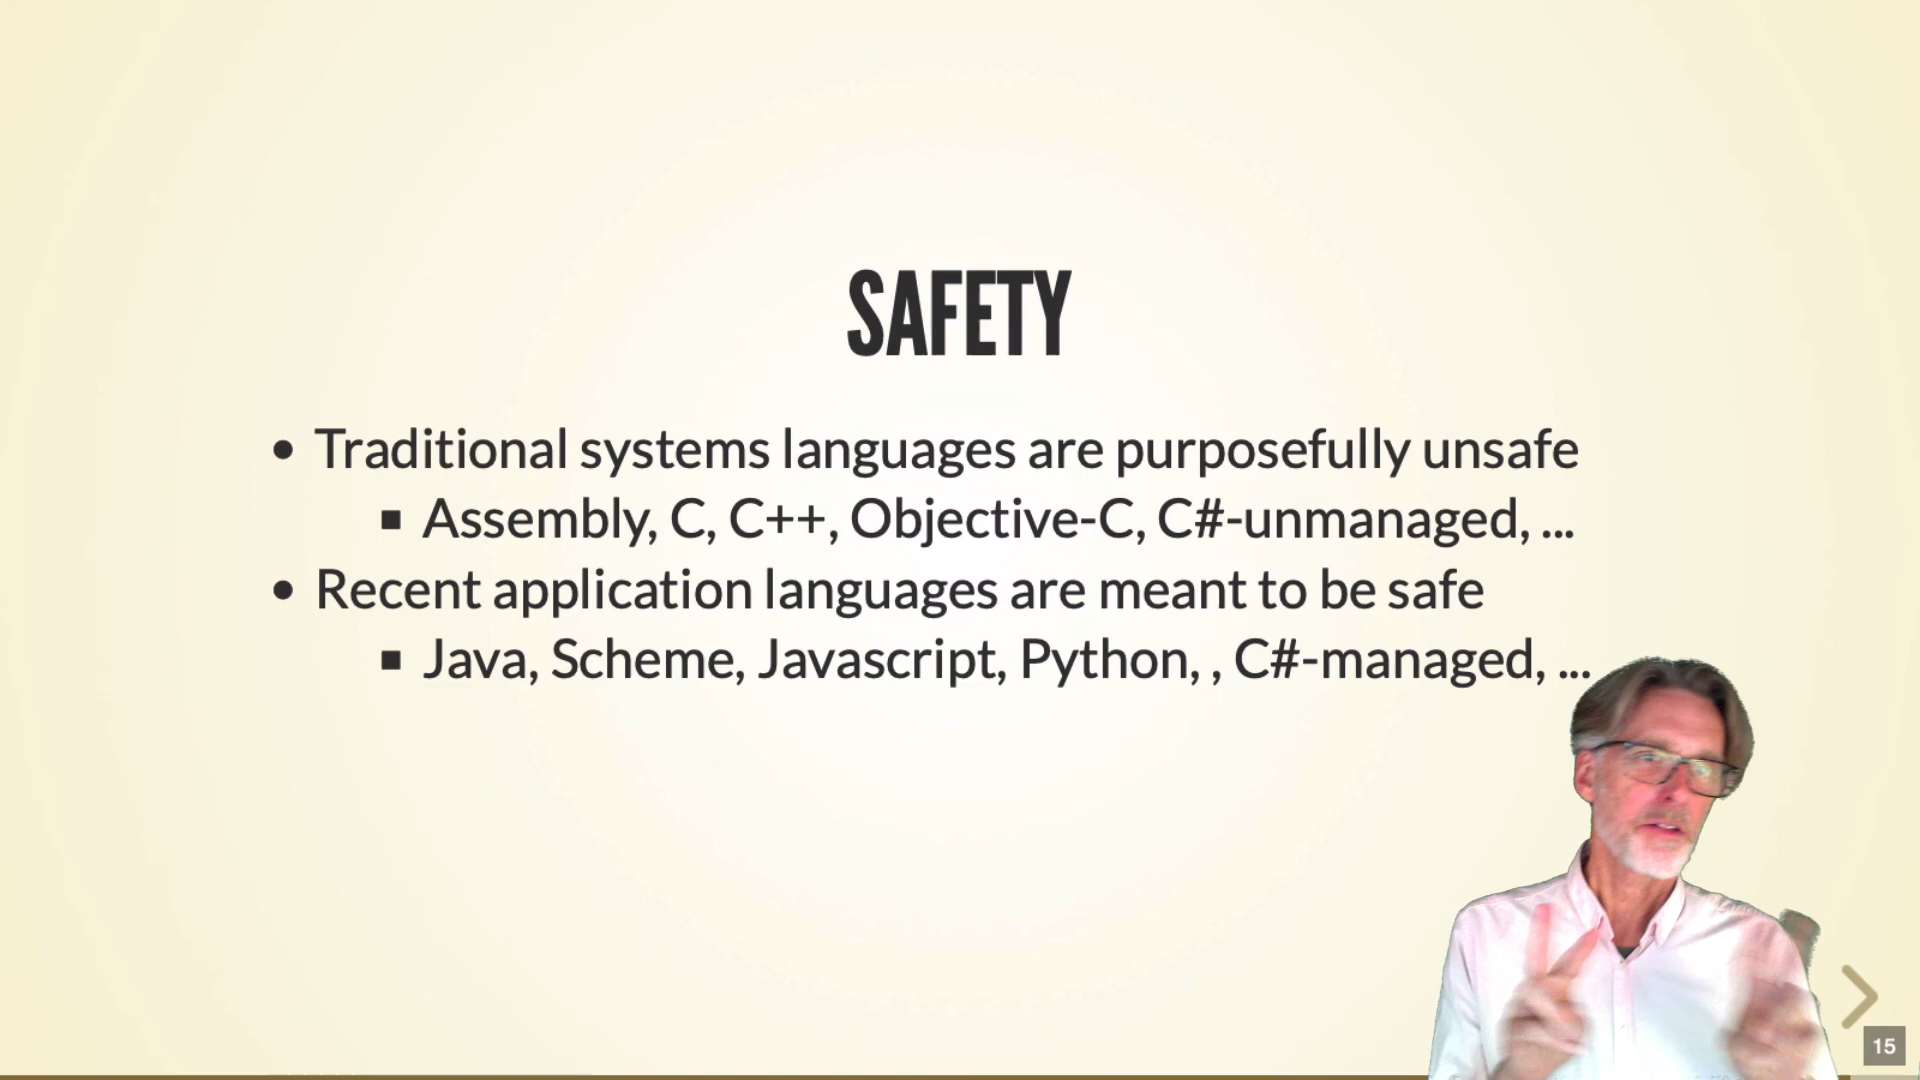 SAFETY
Traditional systems languages are purposefully unsafe
Assembly, C, C++, Objective-C, C#-unmanaged, ...
Recent application languages are meant to be safe
Java, Scheme, Javascript, Python, , C#-managed, ...
15